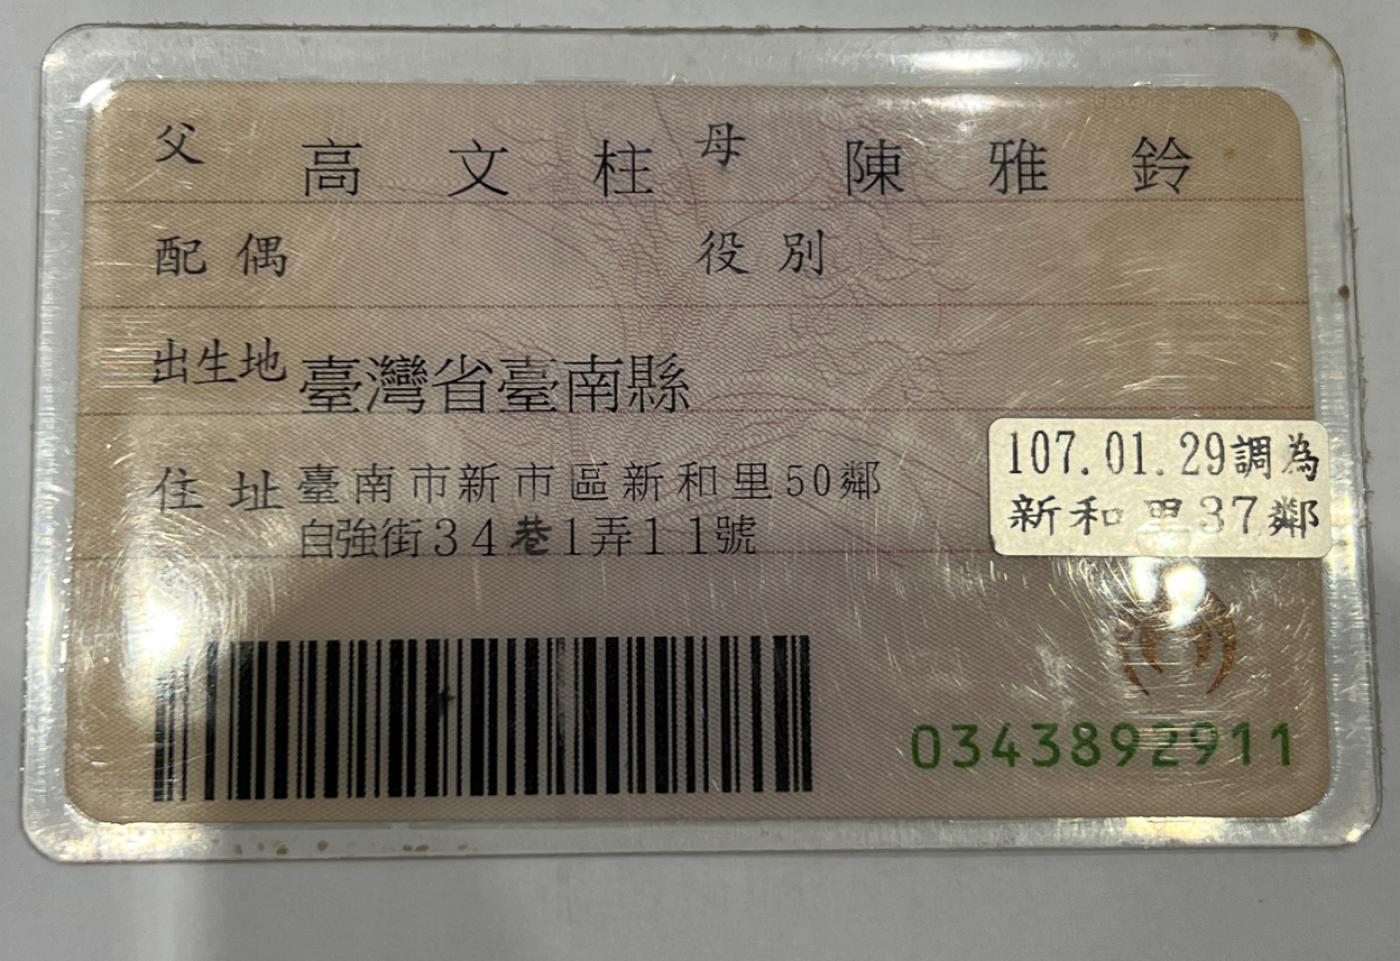 父 高文柱 母 陳雅鈴
配偶 役別
出生地 臺灣省臺南縣
住址 臺南市新市區新和里50鄰
自強街34巷1弄11號
107.01.29調為
新和里37鄰
0343892911